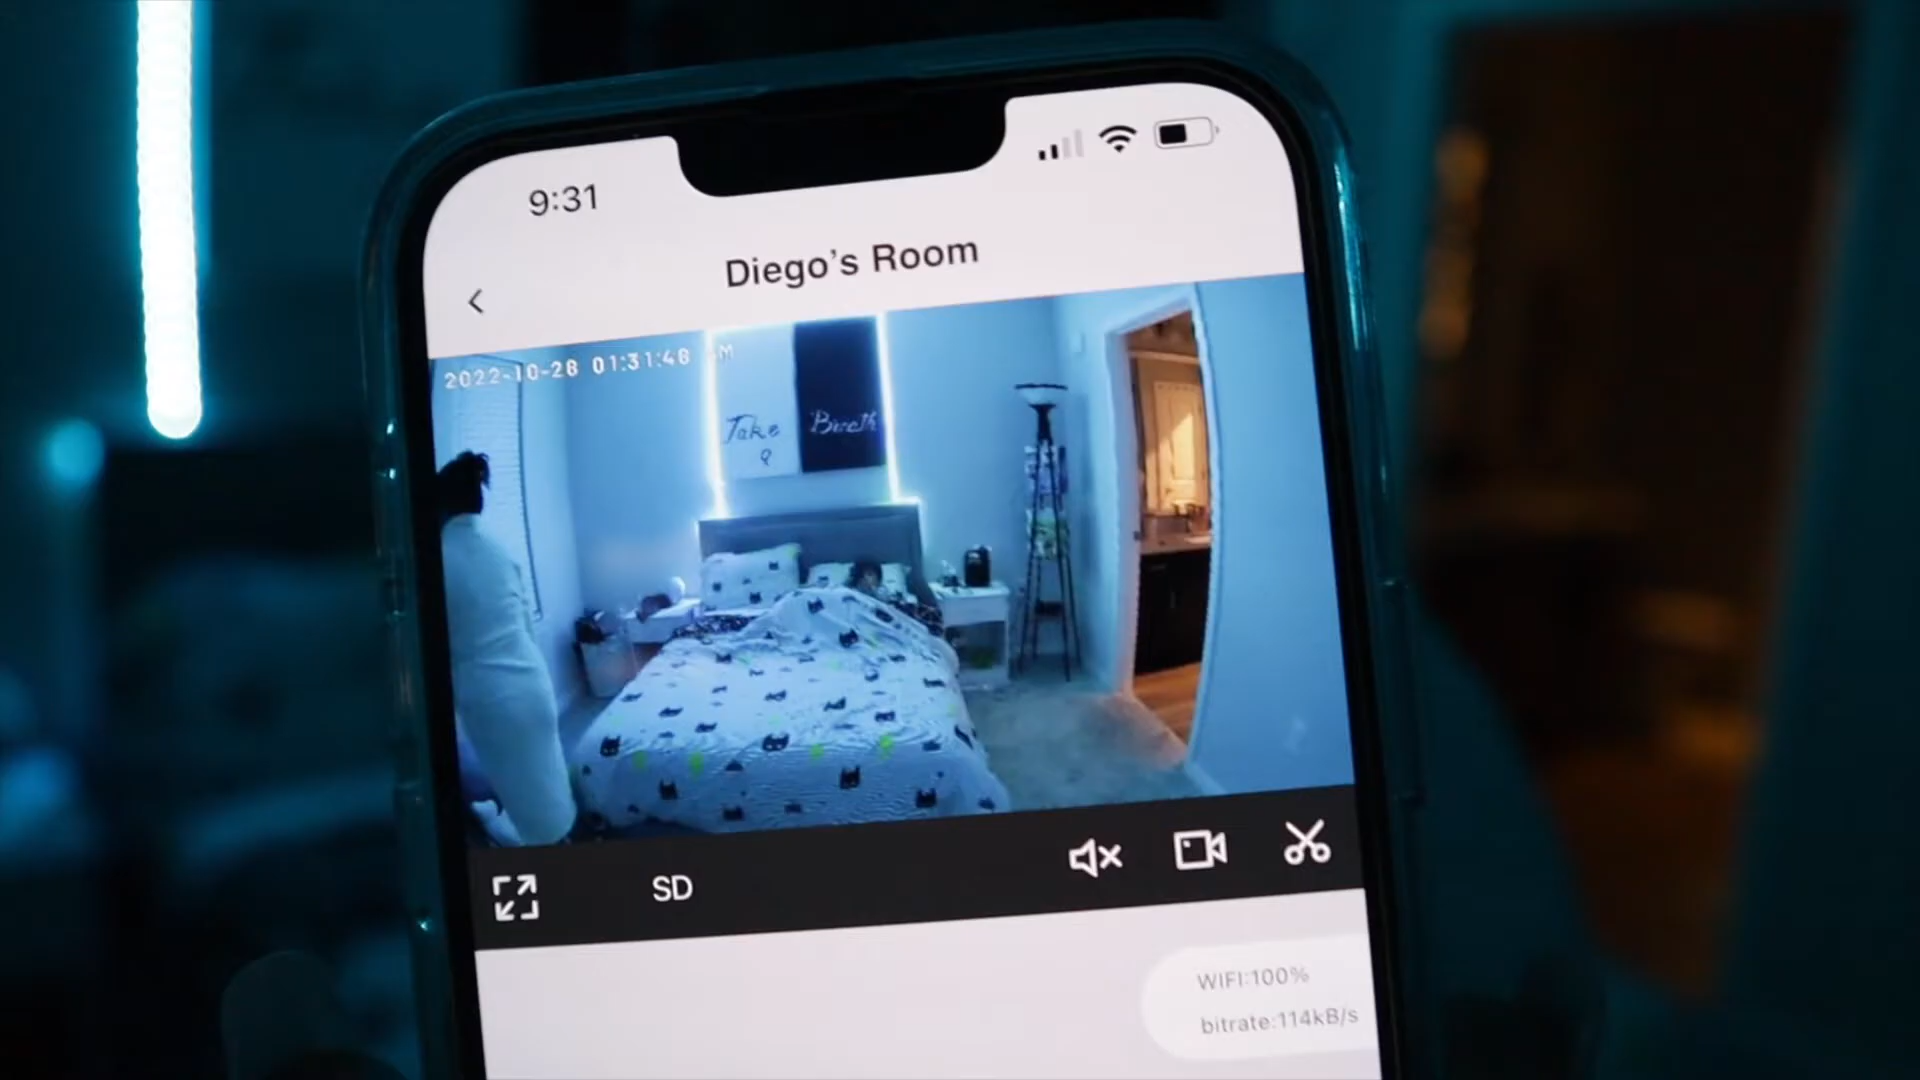 9:31
Diego's Room
2022-10-28 01:31:48 M
Take
a
Breath
SD
WIFI:100%
bitrate:114kB/s